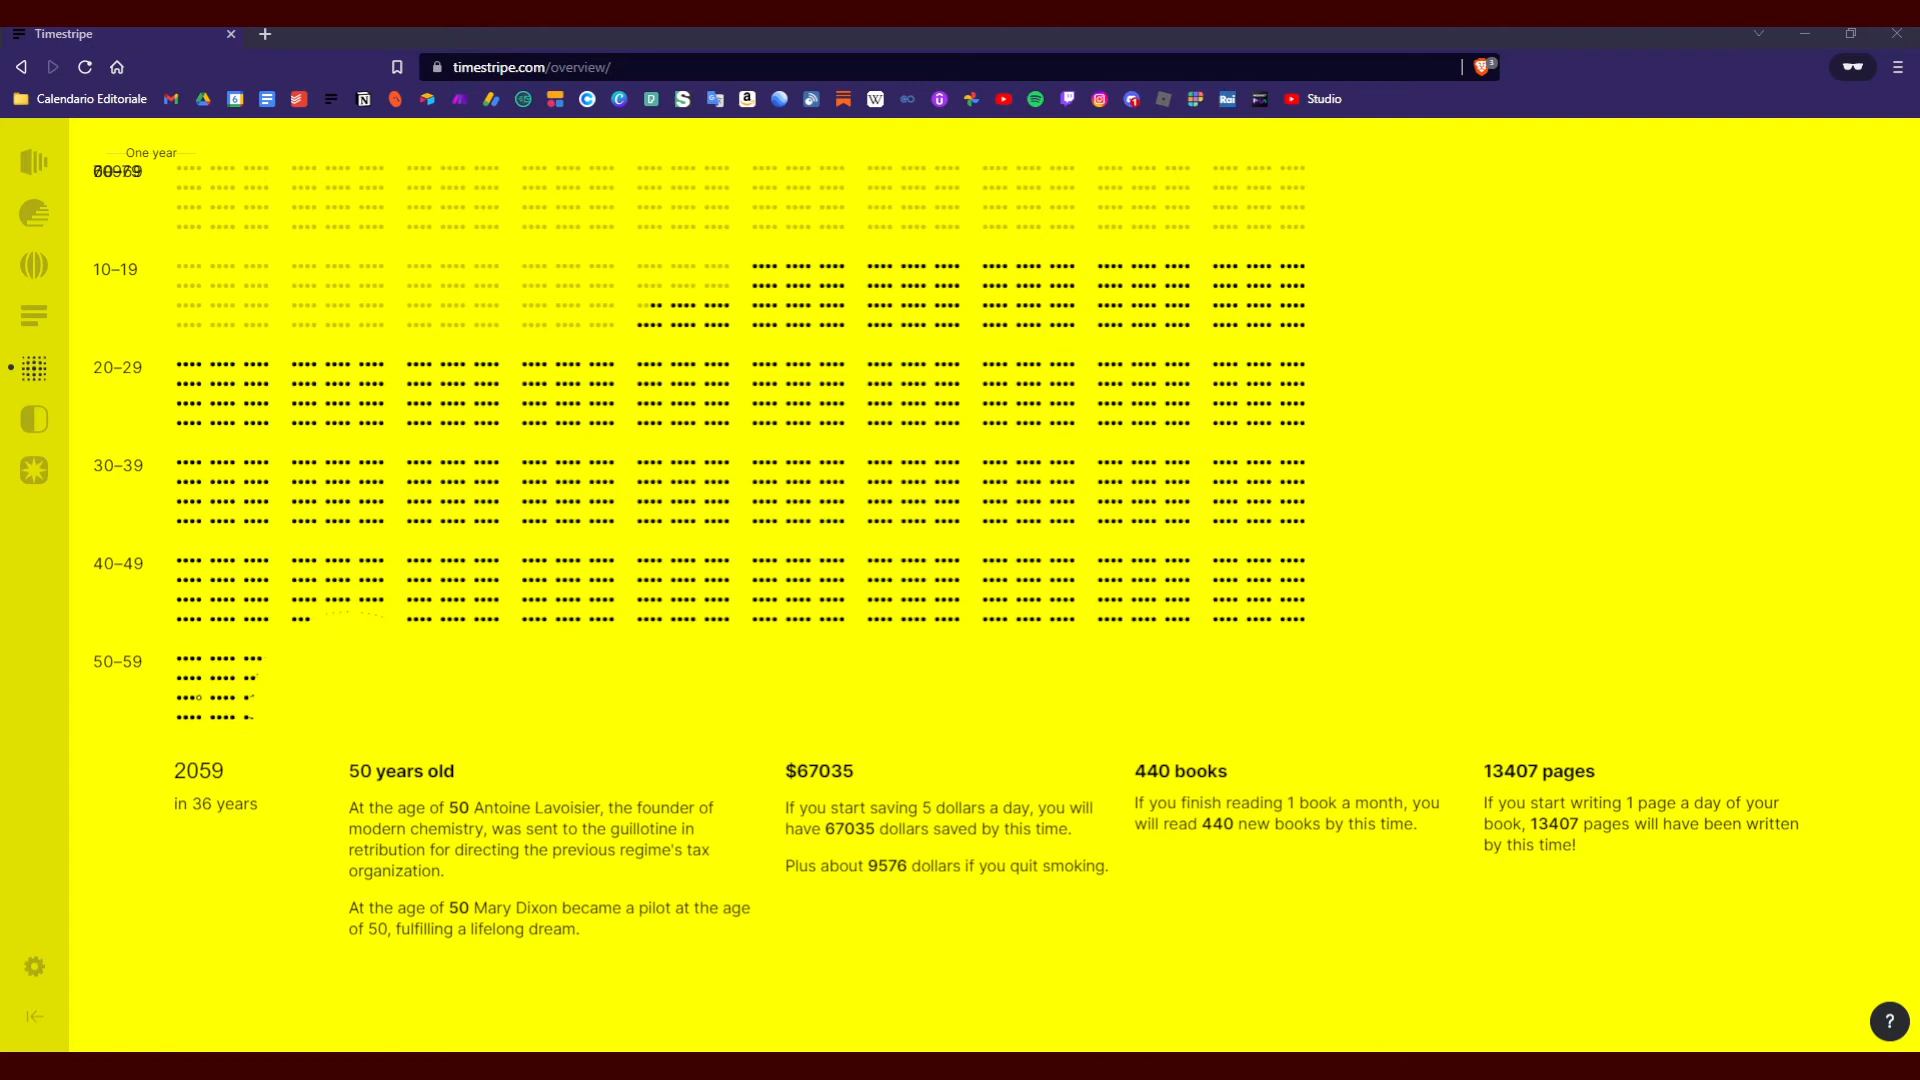 Timestripe
timestripe.com/overview/
3
Calendario Editoriale
Rai
Studio
One year
10–19
20–29
30–39
40–49
50–59
2059
in 36 years
50 years old
At the age of 50 Antoine Lavoisier, the founder of
modern chemistry, was sent to the guillotine in
retribution for directing the previous regime's tax
organization.
At the age of 50 Mary Dixon became a pilot at the age
of 50, fulfilling a lifelong dream.
$67035
If you start saving 5 dollars a day, you will
have 67035 dollars saved by this time.
Plus about 9576 dollars if you quit smoking.
440 books
If you finish reading 1 book a month, you
will read 440 new books by this time.
13407 pages
If you start writing 1 page a day of your
book, 13407 pages will have been written
by this time!
?